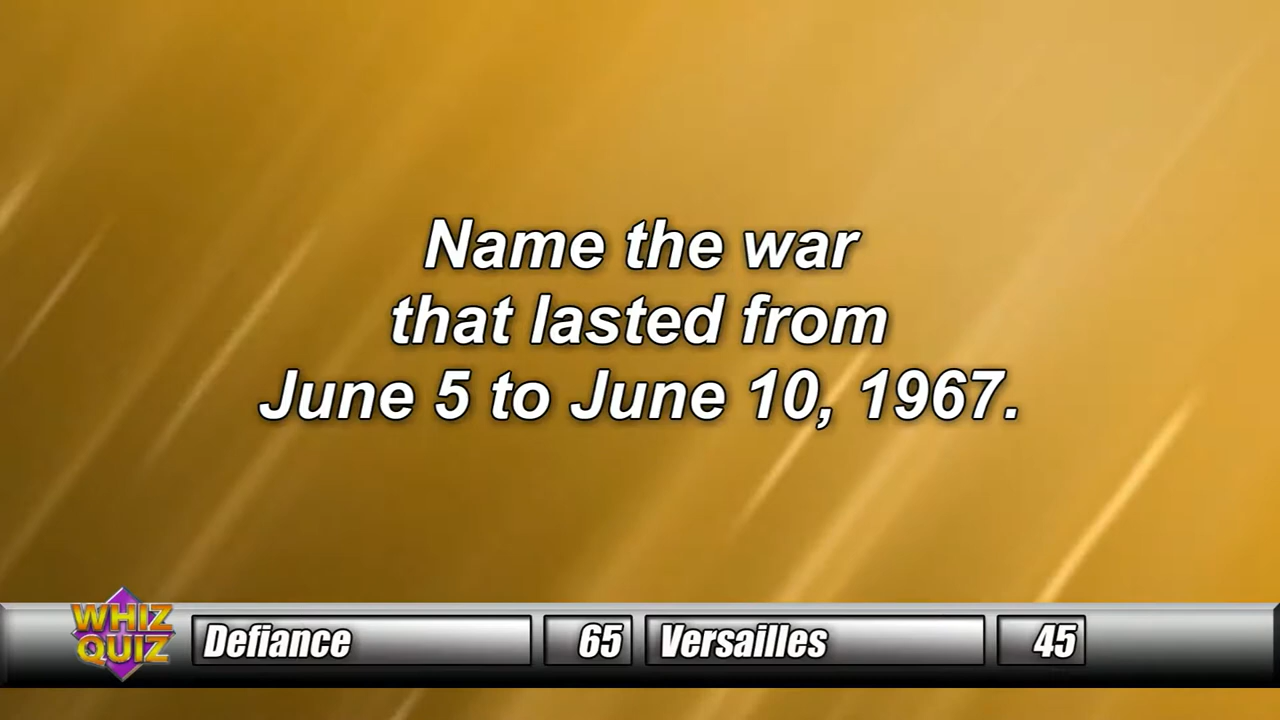 Name the war
that lasted from
June 5 to June 10, 1967.
WHIZ
QUIZ
Defiance 65 Versailles 45